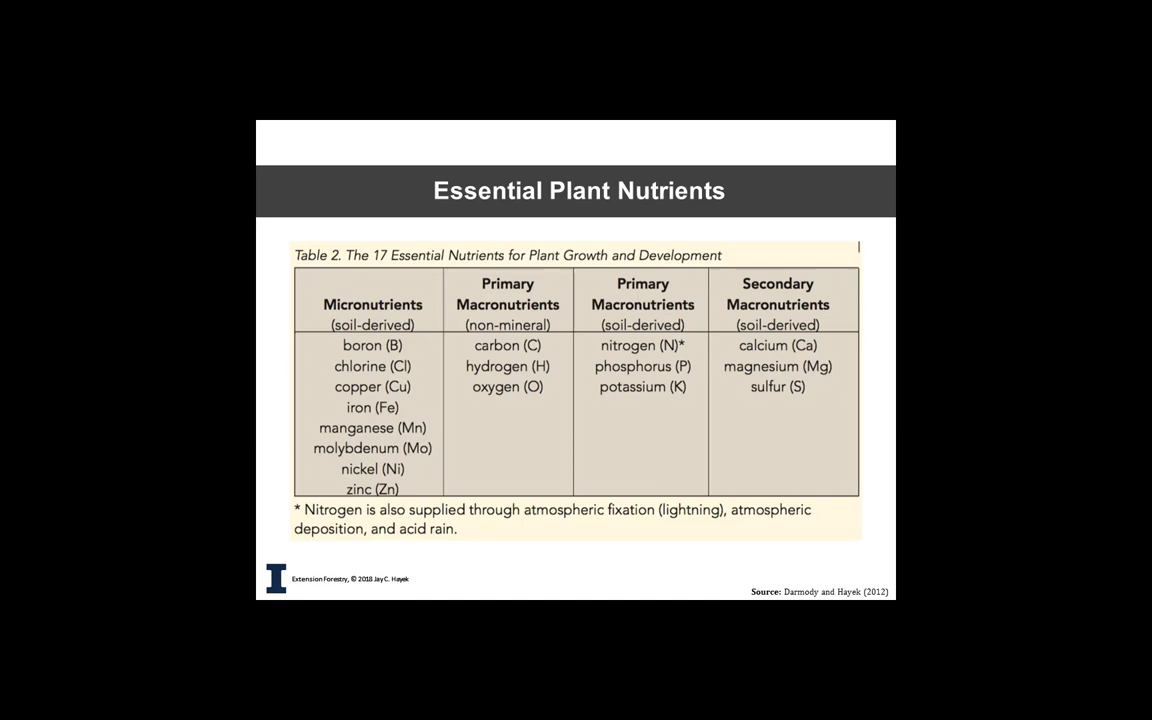 Essential Plant Nutrients
Table 2. The 17 Essential Nutrients for Plant Growth and Development
Micronutrients
(soil-derived)
Primary
Macronutrients
(non-mineral)
Primary
Macronutrients
(soil-derived)
Secondary
Macronutrients
(soil-derived)
boron (B)
chlorine (Cl)
copper (Cu)
iron (Fe)
manganese (Mn)
molybdenum (Mo)
nickel (Ni)
zinc (Zn)
carbon (C)
hydrogen (H)
oxygen (O)
nitrogen (N)*
phosphorus (P)
potassium (K)
calcium (Ca)
magnesium (Mg)
sulfur (S)
* Nitrogen is also supplied through atmospheric fixation (lightning), atmospheric
deposition, and acid rain.
I
Extension Forestry, © 2018 Jay C. Hayek
Source: Darmody and Hayek (2012)